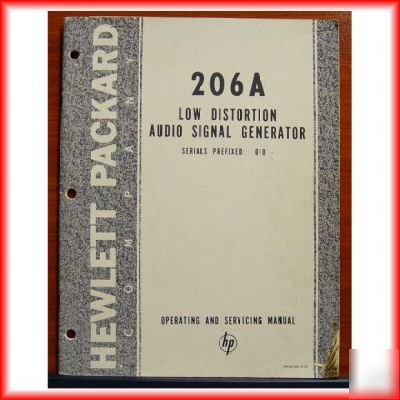 HEWLETT PACKARD
COMPANY
206A
LOW DISTORTION
AUDIO SIGNAL GENERATOR
SERIALS PREFIXED: 010
OPERATING AND SERVICING MANUAL
hp